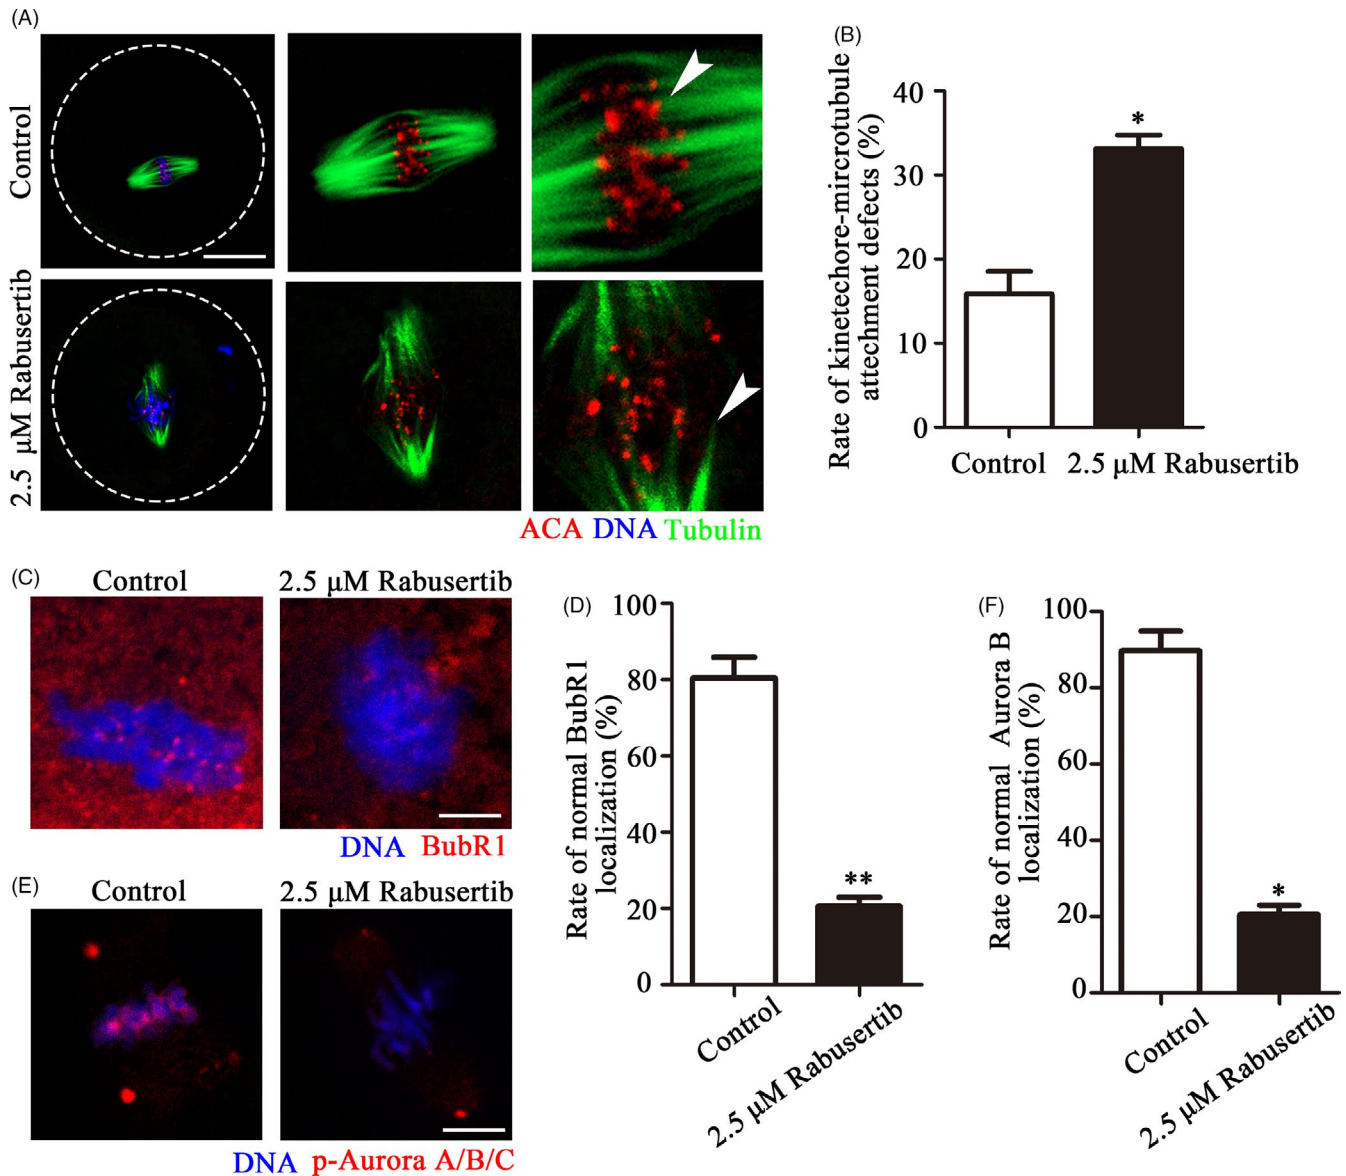 (A)
Control
2.5 μM Rabusertib
ACA DNA Tubulin
(B)
Rate of kinetechore-mircrotubule
attechment defects (%)
40
30
20
10
0
*
Control 2.5 μM Rabusertib
(C)
Control 2.5 μM Rabusertib
DNA BubR1
(D)
Rate of normal BubR1
localization (%)
100
80
60
40
20
0
**
Control
2.5 μM Rabusertib
(E)
Control 2.5 μM Rabusertib
DNA p-Aurora A/B/C
(F)
Rate of normal Aurora B
localization (%)
100
80
60
40
20
0
*
Control
2.5 μM Rabusertib